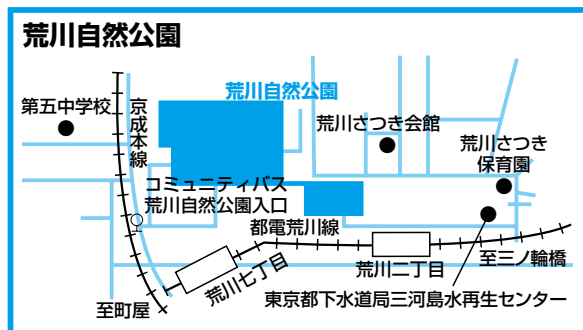 荒川自然公園
荒川自然公園
第五中学校
京成本線
荒川さつき会館
荒川さつき
保育園
コミュニティバス
荒川自然公園入口
都電荒川線
荒川七丁目
荒川二丁目
至三ノ輪橋
至町屋
東京都下水道局三河島水再生センター